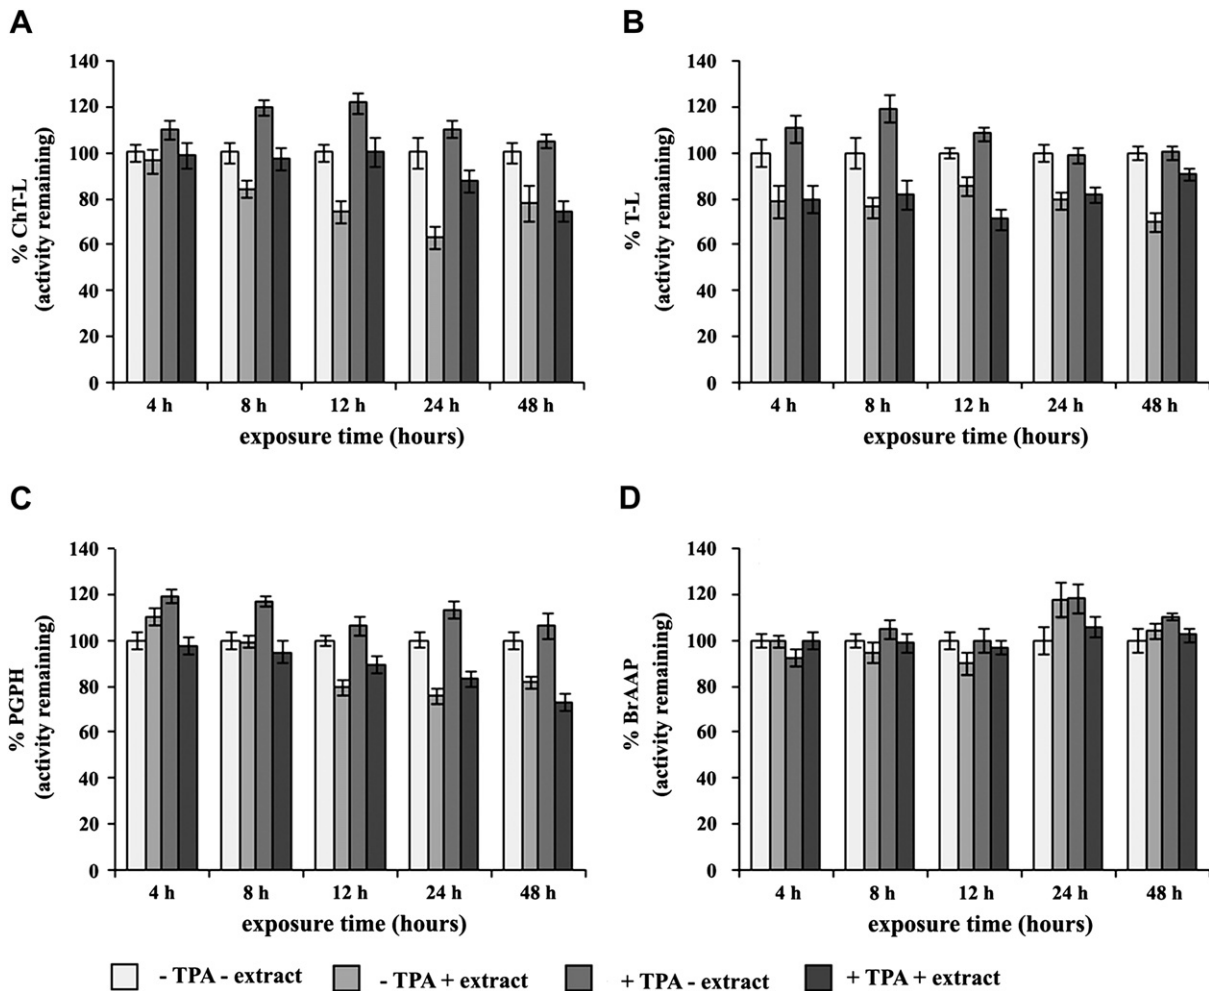 A
% ChT-L
(activity remaining)
140
120
100
80
60
40
20
0
4 h 8 h 12 h 24 h 48 h
exposure time (hours)
B
% T-L
(activity remaining)
140
120
100
80
60
40
20
0
4 h 8 h 12 h 24 h 48 h
exposure time (hours)
C
% PGPH
(activity remaining)
140
120
100
80
60
40
20
0
4 h 8 h 12 h 24 h 48 h
exposure time (hours)
D
% BrAAP
(activity remaining)
140
120
100
80
60
40
20
0
4 h 8 h 12 h 24 h 48 h
exposure time (hours)
- TPA - extract - TPA + extract + TPA - extract + TPA + extract